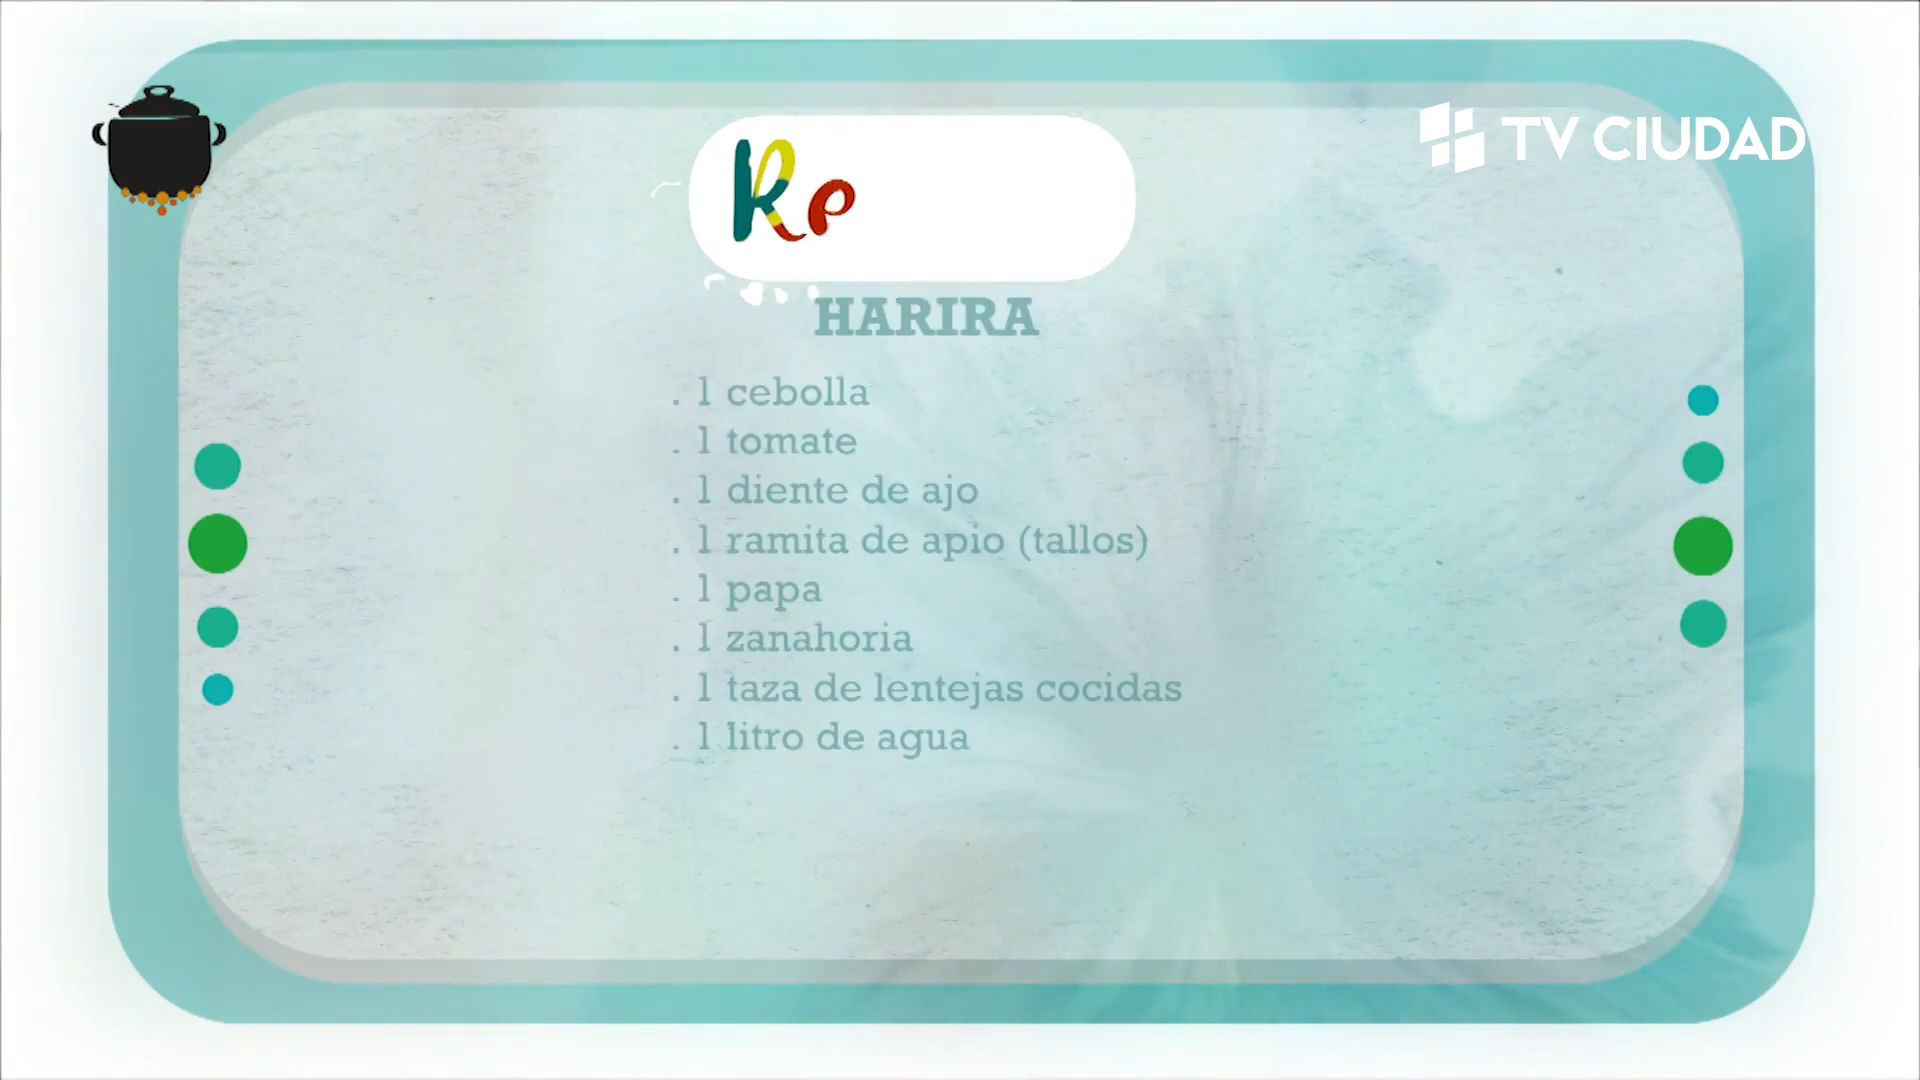 TV CIUDAD
Re
HARIRA
. 1 cebolla
. 1 tomate
. 1 diente de ajo
. 1 ramita de apio (tallos)
. 1 papa
. 1 zanahoria
. 1 taza de lentejas cocidas
. 1 litro de agua